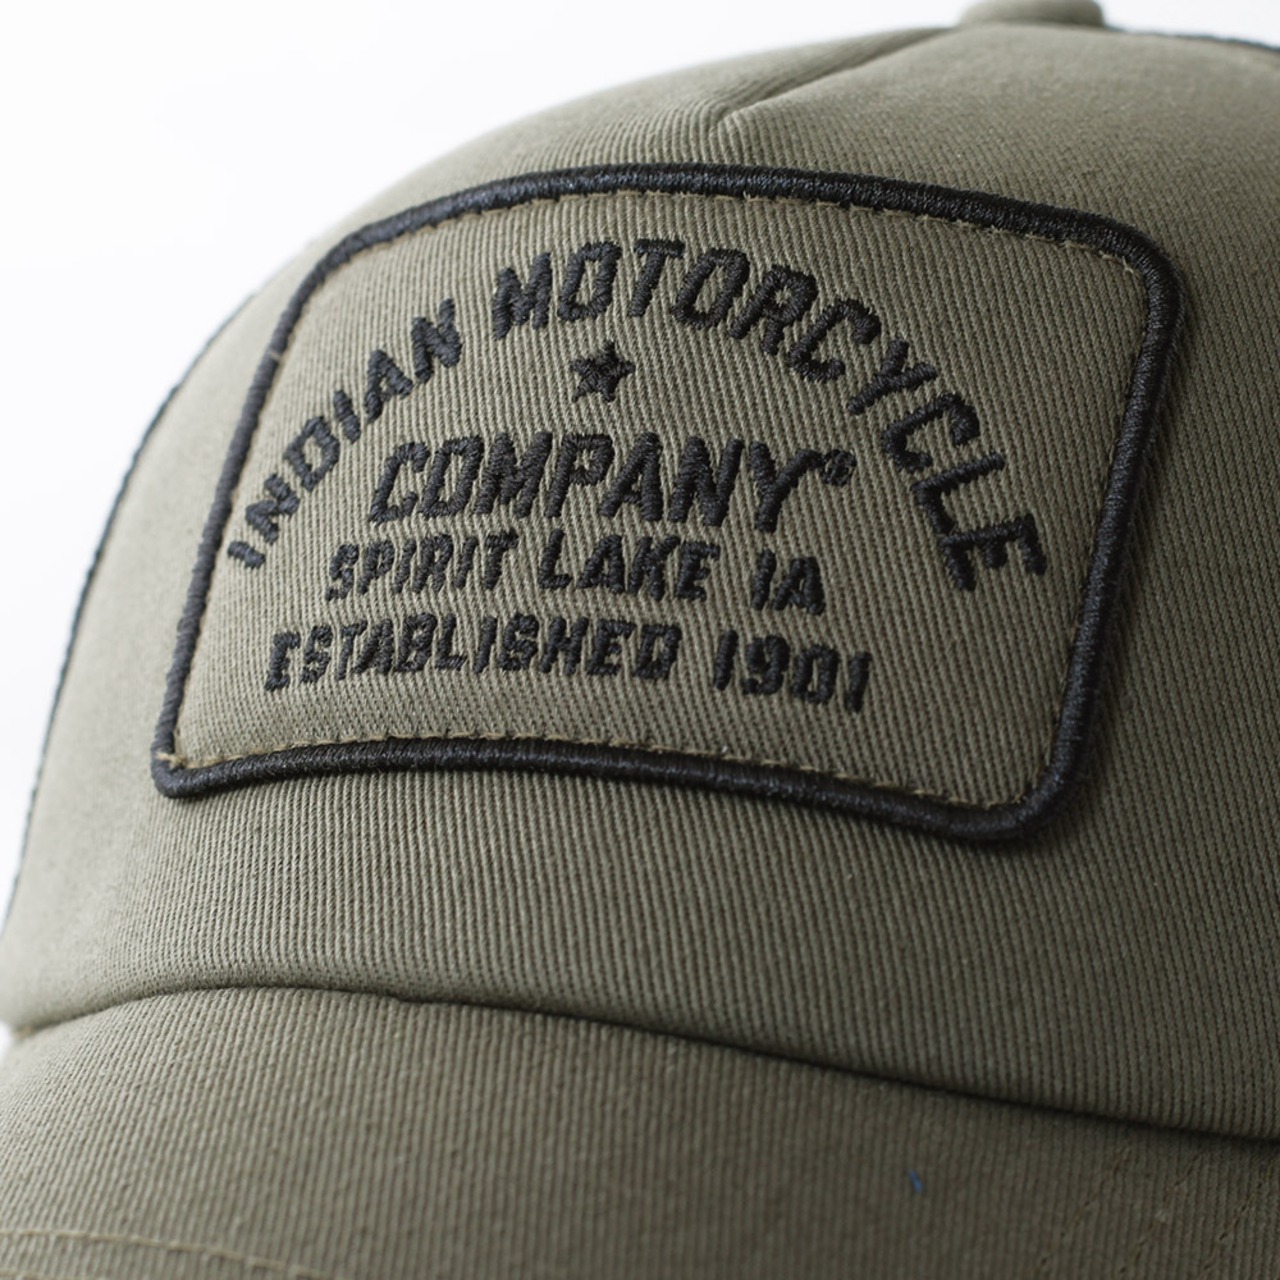 INDIAN MOTORCYCLE
COMPANY®
SPIRIT LAKE IA
ESTABLISHED 1901